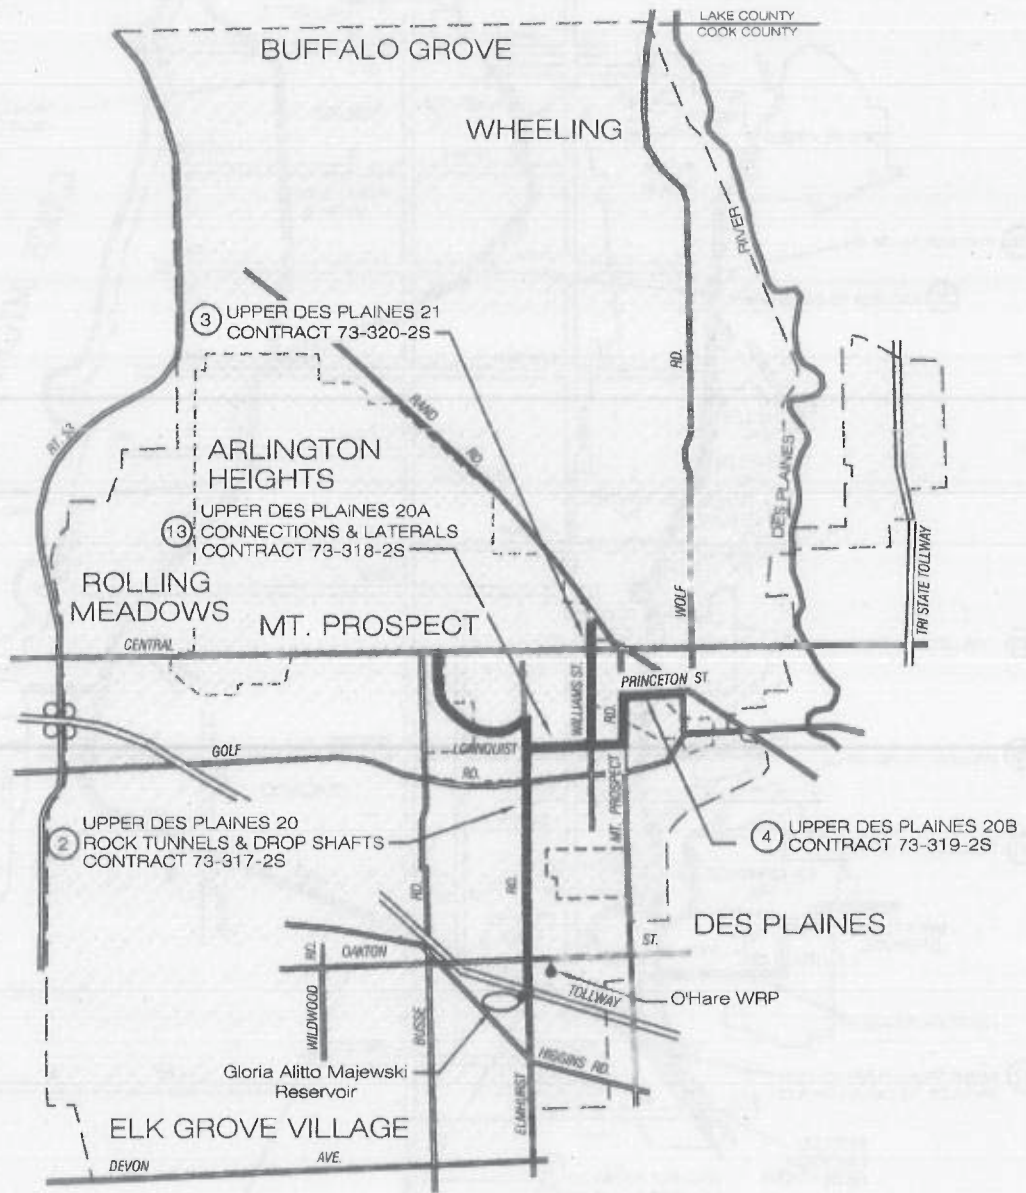 LAKE COUNTY
COOK COUNTY
BUFFALO GROVE
WHEELING
RIVER
3 UPPER DES PLAINES 21
CONTRACT 73-320-2S
RD.
RAND
RD.
RT. 53
ARLINGTON
HEIGHTS
DES PLAINES
13 UPPER DES PLAINES 20A
CONNECTIONS & LATERALS
CONTRACT 73-318-2S
ROLLING
MEADOWS
WOLF
TRI STATE TOLLWAY
MT. PROSPECT
CENTRAL
PRINCETON ST.
WILLIAMS ST.
RD.
LONNQUIST
GOLF
RD.
MT. PROSPECT
2 UPPER DES PLAINES 20
ROCK TUNNELS & DROP SHAFTS
CONTRACT 73-317-2S
4 UPPER DES PLAINES 20B
CONTRACT 73-319-2S
RD.
RD.
DES PLAINES
ST.
RD.
OAKTON
WILDWOOD
TOLLWAY
O'Hare WRP
BUSSE
HIGGINS RD.
Gloria Alitto Majewski
Reservoir
ELMHURST
ELK GROVE VILLAGE
DEVON AVE.